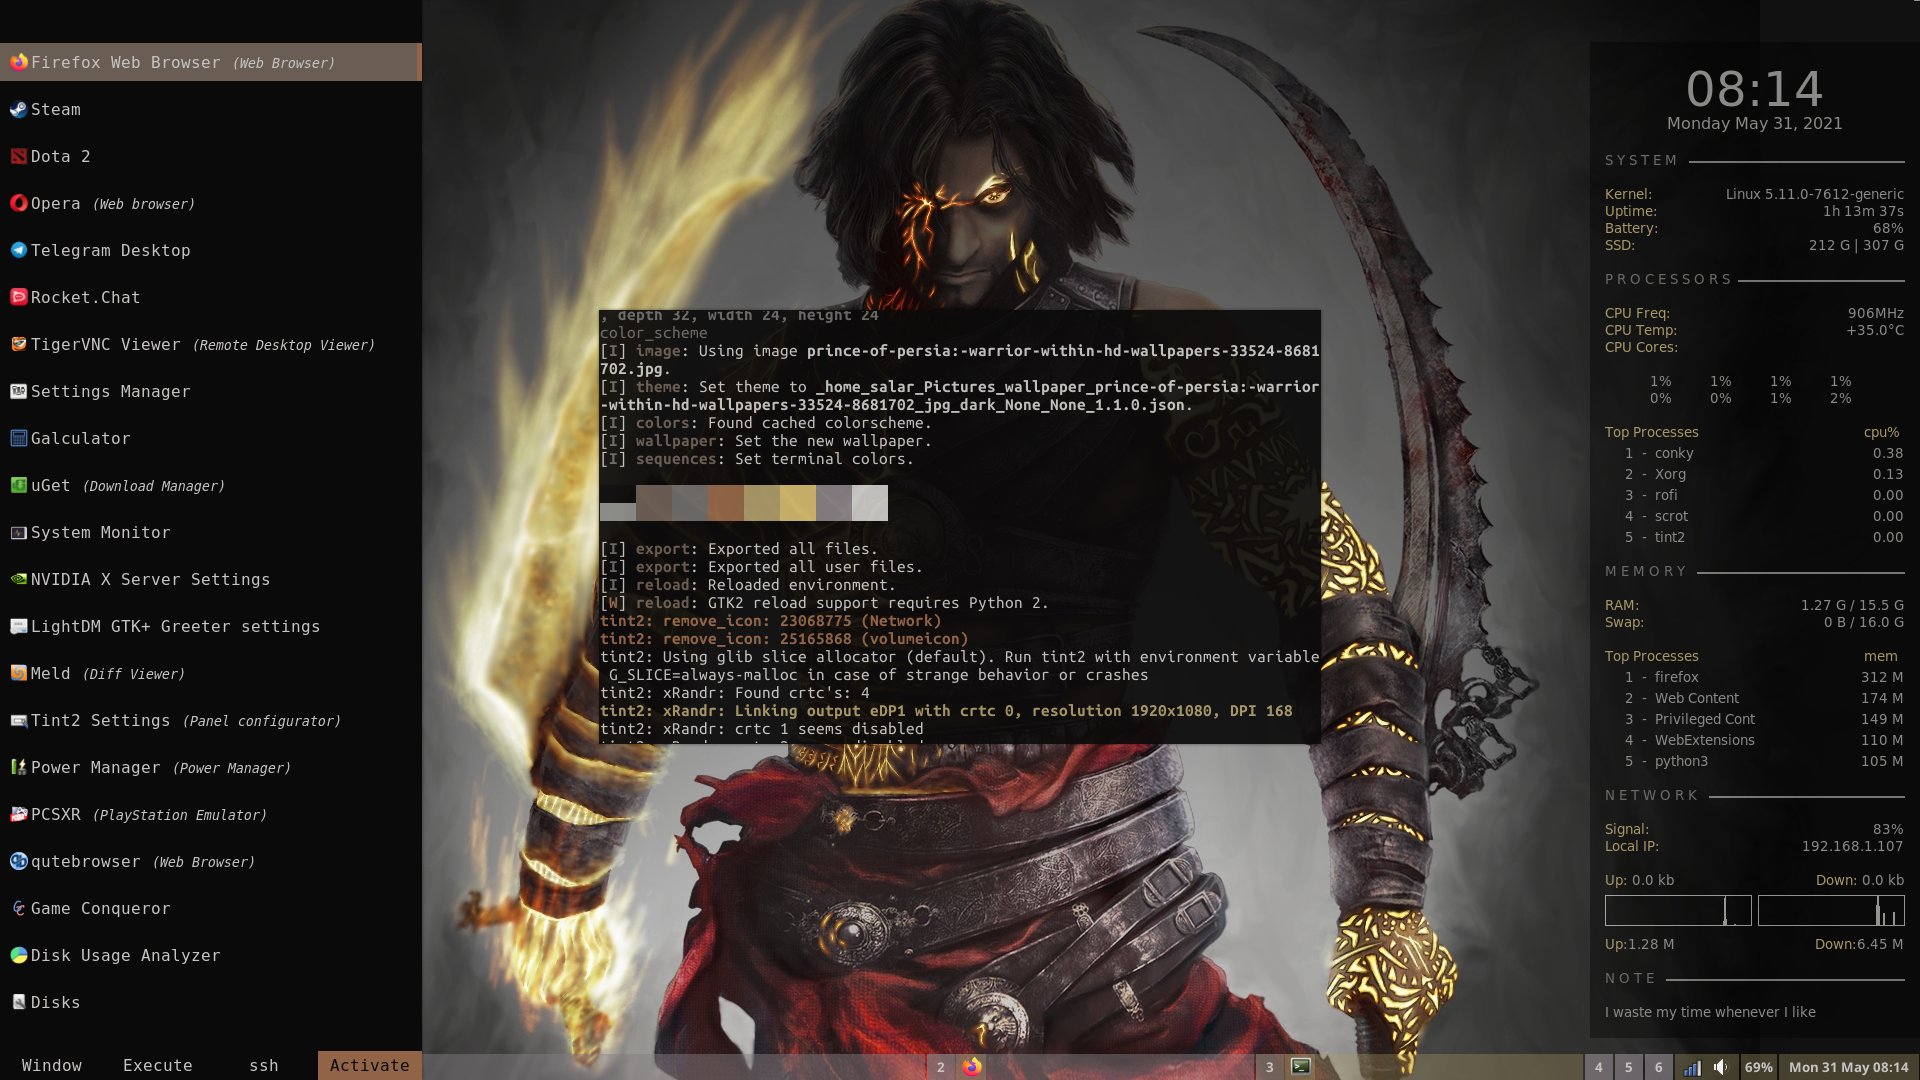 Firefox Web Browser (Web Browser)
Steam
Dota 2
Opera (Web browser)
Telegram Desktop
Rocket.Chat
TigerVNC Viewer (Remote Desktop Viewer)
Settings Manager
Galculator
uGet (Download Manager)
System Monitor
NVIDIA X Server Settings
LightDM GTK+ Greeter settings
Meld (Diff Viewer)
Tint2 Settings (Panel configurator)
Power Manager (Power Manager)
PCSXR (PlayStation Emulator)
qutebrowser (Web Browser)
Game Conqueror
Disk Usage Analyzer
Disks
Window Execute ssh Activate
, depth 32, width 24, height 24
color_scheme
[I] image: Using image prince-of-persia:-warrior-within-hd-wallpapers-33524-8681
702.jpg.
[I] theme: Set theme to _home_salar_Pictures_wallpaper_prince-of-persia:-warrior
-within-hd-wallpapers-33524-8681702_jpg_dark_None_None_1.1.0.json.
[I] colors: Found cached colorscheme.
[I] wallpaper: Set the new wallpaper.
[I] sequences: Set terminal colors.
[I] export: Exported all files.
[I] export: Exported all user files.
[I] reload: Reloaded environment.
[W] reload: GTK2 reload support requires Python 2.
tint2: remove_icon: 23068775 (Network)
tint2: remove_icon: 25165868 (volumeicon)
tint2: Using glib slice allocator (default). Run tint2 with environment variable
G_SLICE=always-malloc in case of strange behavior or crashes
tint2: xRandr: Found crtc's: 4
tint2: xRandr: Linking output eDP1 with crtc 0, resolution 1920x1080, DPI 168
tint2: xRandr: crtc 1 seems disabled
08:14
Monday May 31, 2021
SYSTEM
Kernel: Linux 5.11.0-7612-generic
Uptime: 1h 13m 37s
Battery: 68%
SSD: 212 G | 307 G
PROCESSORS
CPU Freq: 906MHz
CPU Temp: +35.0°C
CPU Cores:
1% 1% 1% 1%
0% 0% 1% 2%
Top Processes cpu%
1 - conky 0.38
2 - Xorg 0.13
3 - rofi 0.00
4 - scrot 0.00
5 - tint2 0.00
MEMORY
RAM: 1.27 G / 15.5 G
Swap: 0 B / 16.0 G
Top Processes mem
1 - firefox 312 M
2 - Web Content 174 M
3 - Privileged Cont 149 M
4 - WebExtensions 110 M
5 - python3 105 M
NETWORK
Signal: 83%
Local IP: 192.168.1.107
Up: 0.0 kb Down: 0.0 kb
Up:1.28 M Down:6.45 M
NOTE
I waste my time whenever I like
2 3 4 5 6 69% Mon 31 May 08:14